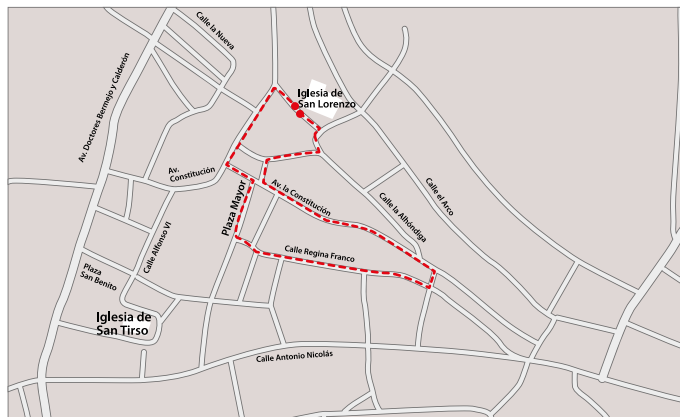 Calle la Nueva
Av. Doctores Bermejo y Calderón
Iglesia de
San Lorenzo
Av.
Constitución
Plaza Mayor
Av. la Constitución
Calle el Arco
Calle la Alhóndiga
Calle Alfonso VI
Calle Regina Franco
Plaza
San Benito
Iglesia de
San Tirso
Calle Antonio Nicolás